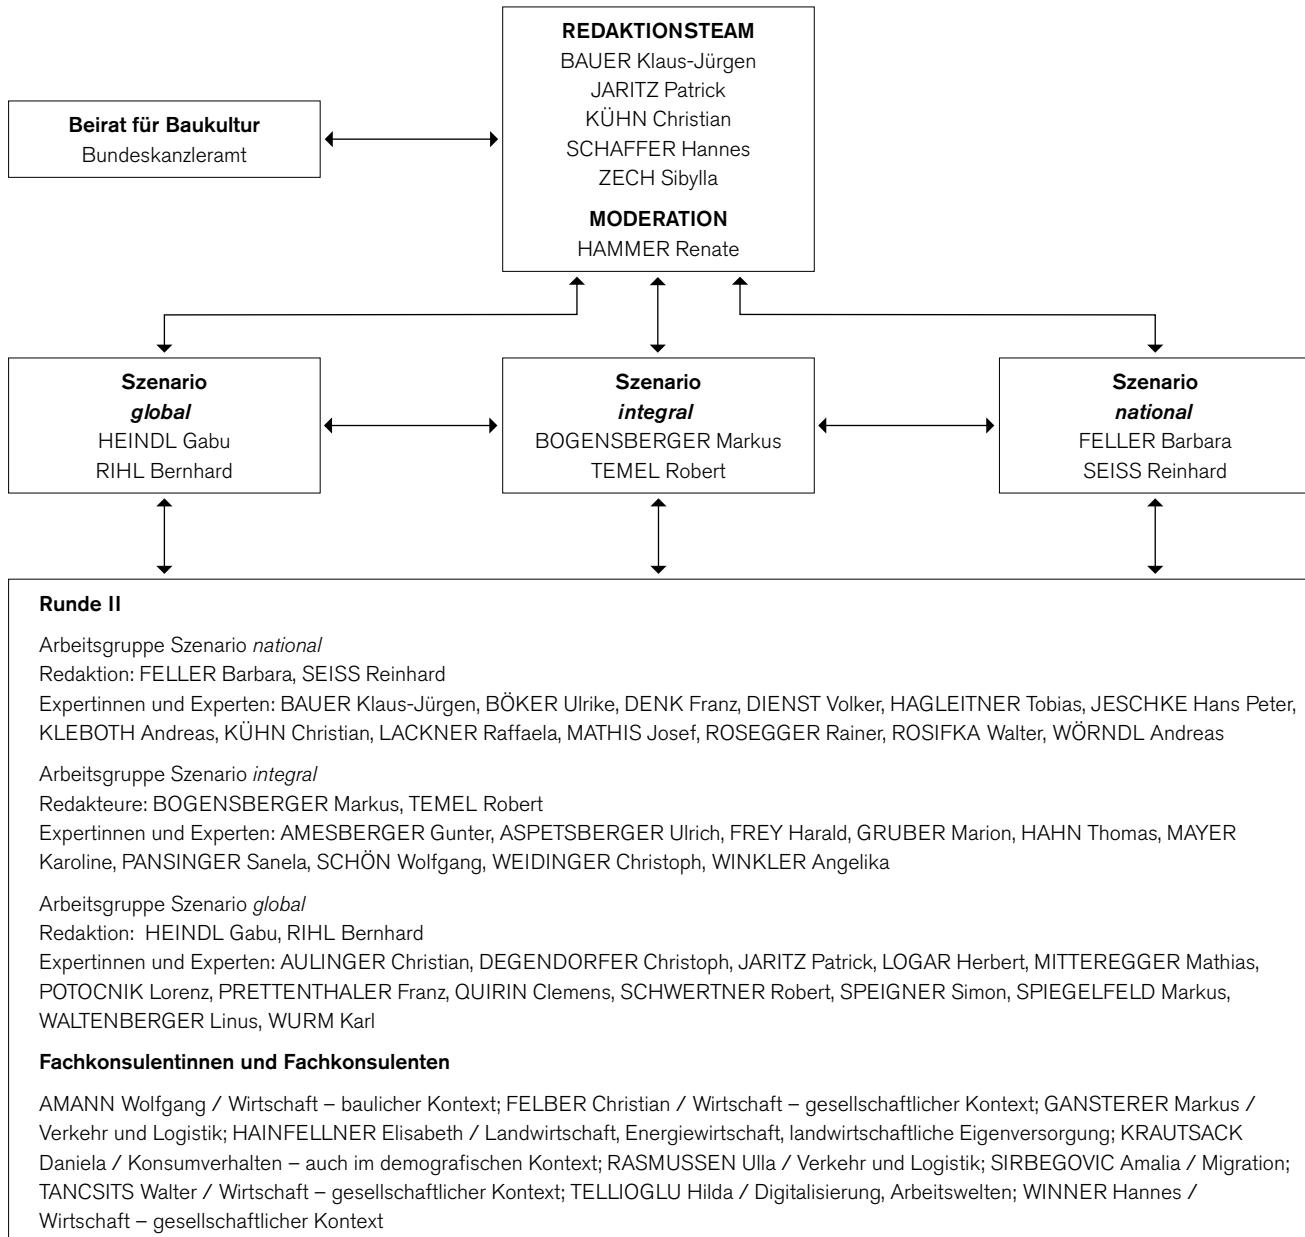 REDAKTIONSTEAM
BAUER Klaus-Jürgen
JARITZ Patrick
KÜHN Christian
SCHAFFER Hannes
ZECH Sibylla
MODERATION
HAMMER Renate
Beirat für Baukultur
Bundeskanzleramt
Szenario
global
HEINDL Gabu
RIHL Bernhard
Szenario
integral
BOGENSBERGER Markus
TEMEL Robert
Szenario
national
FELLER Barbara
SEISS Reinhard
Runde II
Arbeitsgruppe Szenario national
Redaktion: FELLER Barbara, SEISS Reinhard
Expertinnen und Experten: BAUER Klaus-Jürgen, BÖKER Ulrike, DENK Franz, DIENST Volker, HAGLEITNER Tobias, JESCHKE Hans Peter,
KLEBOTH Andreas, KÜHN Christian, LACKNER Raffaela, MATHIS Josef, ROSEGGER Rainer, ROSIFKA Walter, WÖRNDL Andreas
Arbeitsgruppe Szenario integral
Redakteure: BOGENSBERGER Markus, TEMEL Robert
Expertinnen und Experten: AMESBERGER Gunter, ASPETSBERGER Ulrich, FREY Harald, GRUBER Marion, HAHN Thomas, MAYER
Karoline, PANSINGER Sanela, SCHÖN Wolfgang, WEIDINGER Christoph, WINKLER Angelika
Arbeitsgruppe Szenario global
Redaktion: HEINDL Gabu, RIHL Bernhard
Expertinnen und Experten: AULINGER Christian, DEGENDORFER Christoph, JARITZ Patrick, LOGAR Herbert, MITTEREGGER Mathias,
POTOCNIK Lorenz, PRETTENTHALER Franz, QUIRIN Clemens, SCHWERTNER Robert, SPEIGNER Simon, SPIEGELFELD Markus,
WALTENBERGER Linus, WURM Karl
Fachkonsulentinnen und Fachkonsulenten
AMANN Wolfgang / Wirtschaft – baulicher Kontext; FELBER Christian / Wirtschaft – gesellschaftlicher Kontext; GANSTERER Markus /
Verkehr und Logistik; HAINFELLNER Elisabeth / Landwirtschaft, Energiewirtschaft, landwirtschaftliche Eigenversorgung; KRAUTSACK
Daniela / Konsumverhalten – auch im demografischen Kontext; RASMUSSEN Ulla / Verkehr und Logistik; SIRBEGOVIC Amalia / Migration;
TANCSITS Walter / Wirtschaft – gesellschaftlicher Kontext; TELLIOGLU Hilda / Digitalisierung, Arbeitswelten; WINNER Hannes /
Wirtschaft – gesellschaftlicher Kontext